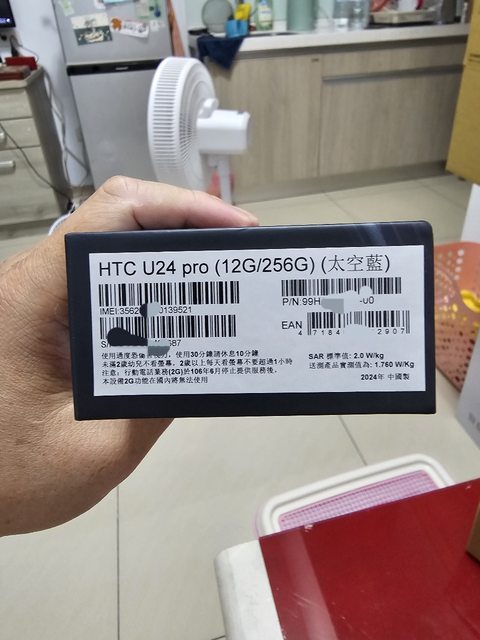 HTC U24 pro (12G/256G) (太空藍)
IMEI:3562 0139521
P/N:99H -00
EAN
4 7184 2907
S/ 687
使用過度恐傷害視力，使用30分鐘請休息10分鐘
未滿2歲幼兒不看螢幕，2歲以上每天看螢幕不要超過1小時
注意：行動電話業務(2G)於106年6月停止提供服務後，
本設備2G功能在國內將無法使用
SAR 標準值: 2.0 W/kg
送測產品實測值為: 1.760 W/Kg
2024年 中國製